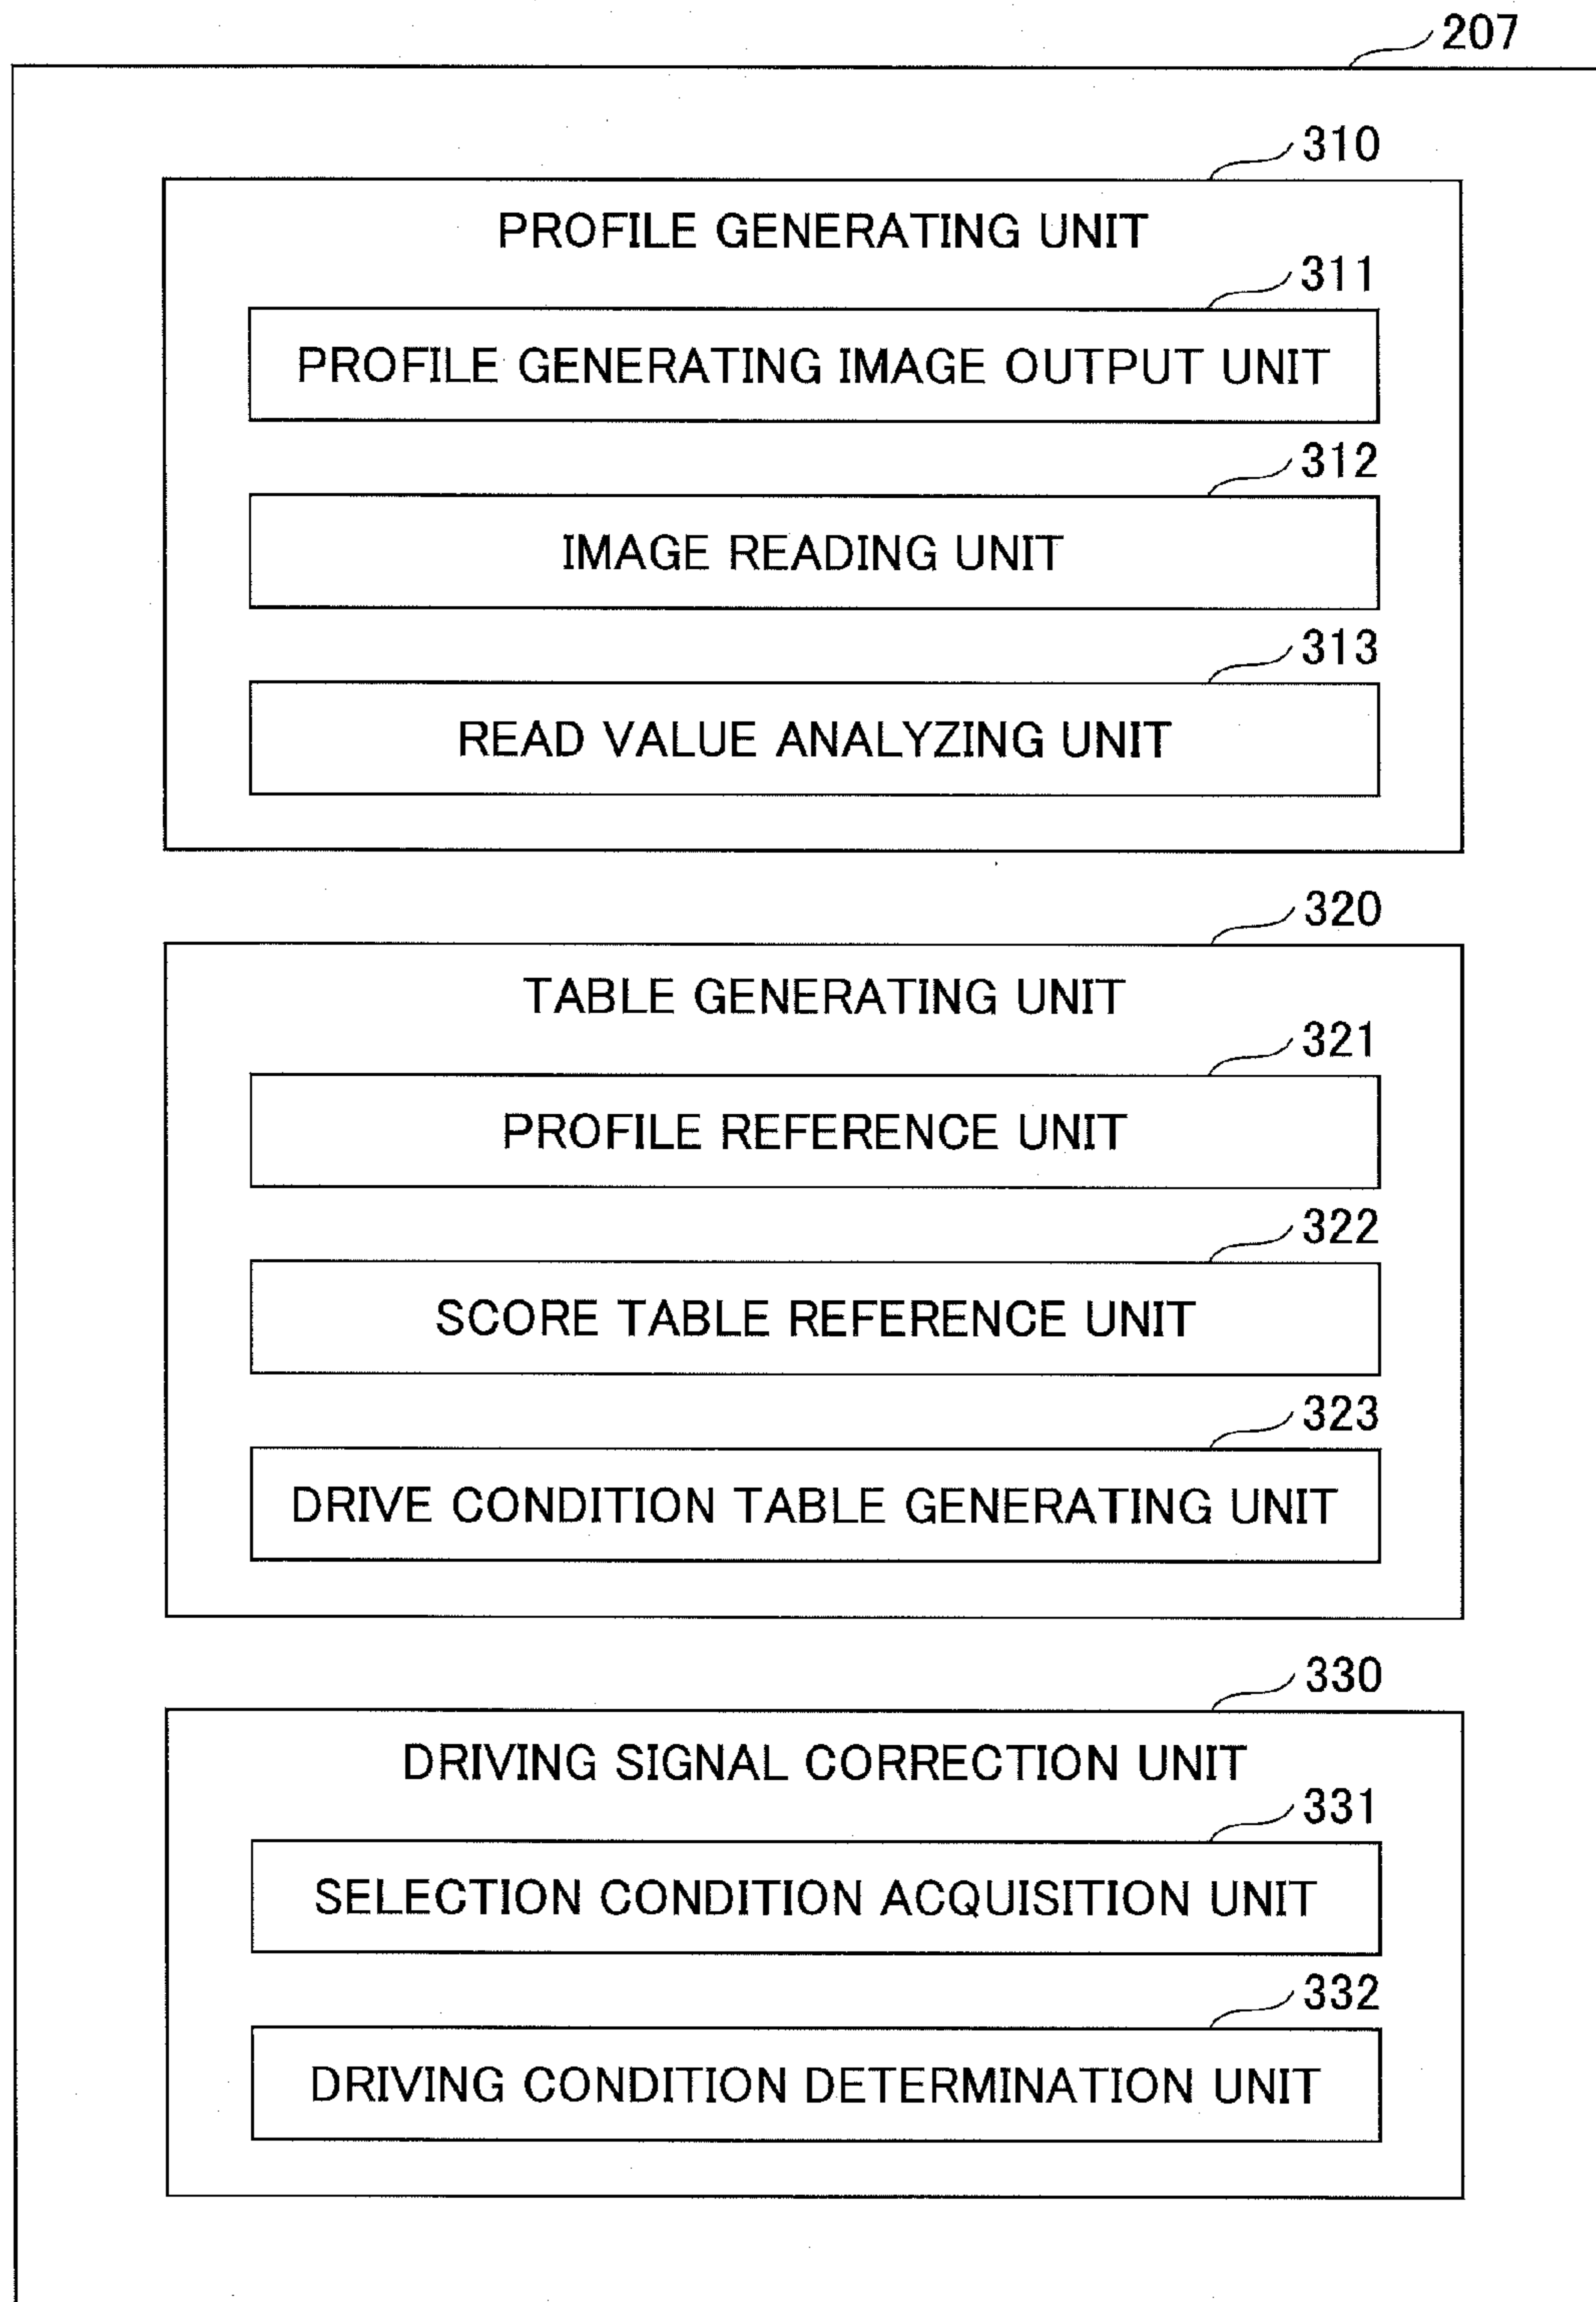 207
310
PROFILE GENERATING UNIT
311
PROFILE GENERATING IMAGE OUTPUT UNIT
312
IMAGE READING UNIT
313
READ VALUE ANALYZING UNIT
320
TABLE GENERATING UNIT
321
PROFILE REFERENCE UNIT
322
SCORE TABLE REFERENCE UNIT
323
DRIVE CONDITION TABLE GENERATING UNIT
330
DRIVING SIGNAL CORRECTION UNIT
331
SELECTION CONDITION ACQUISITION UNIT
332
DRIVING CONDITION DETERMINATION UNIT